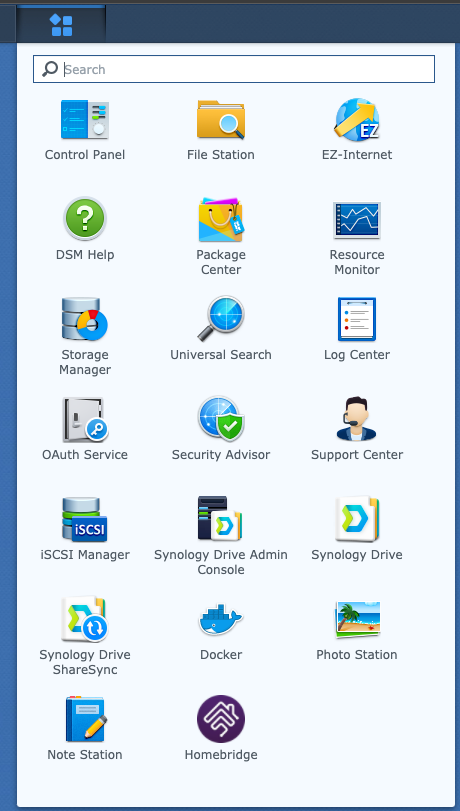 Search
Control Panel
File Station
EZ
EZ-Internet
?
DSM Help
Package
Center
Resource
Monitor
Storage
Manager
Universal Search
Log Center
OAuth Service
Security Advisor
Support Center
iSCSI
iSCSI Manager
Synology Drive Admin
Console
Synology Drive
Synology Drive
ShareSync
Docker
Photo Station
Note Station
Homebridge